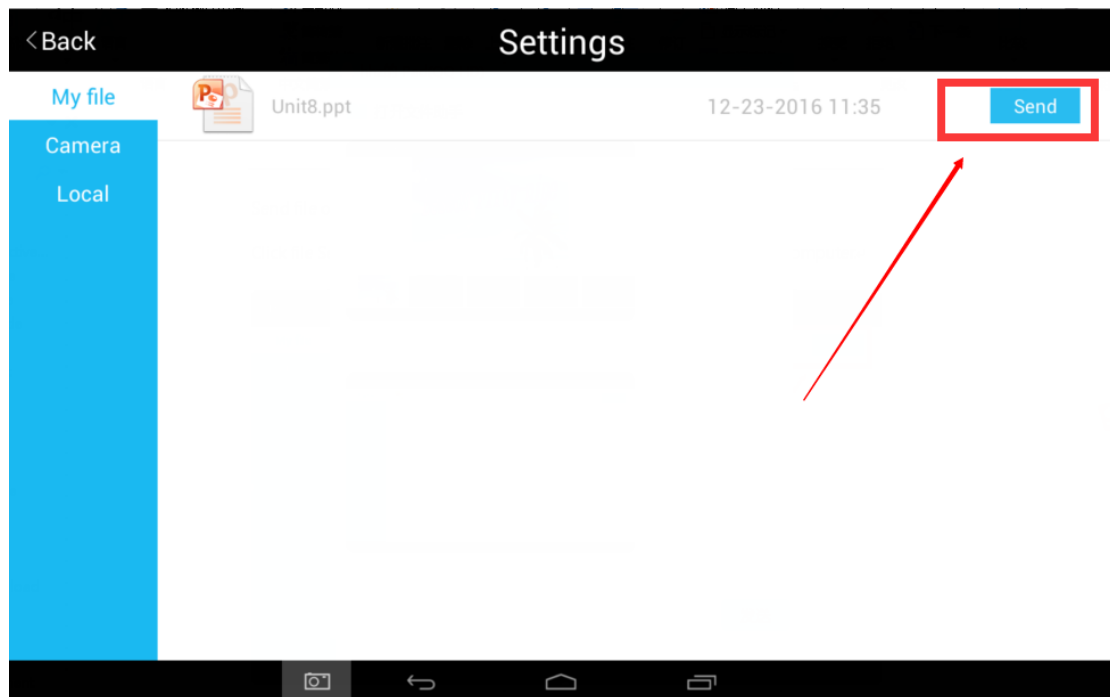 Back
Settings
My file
Unit8.ppt
12-23-2016 11:35
Send
Camera
Local